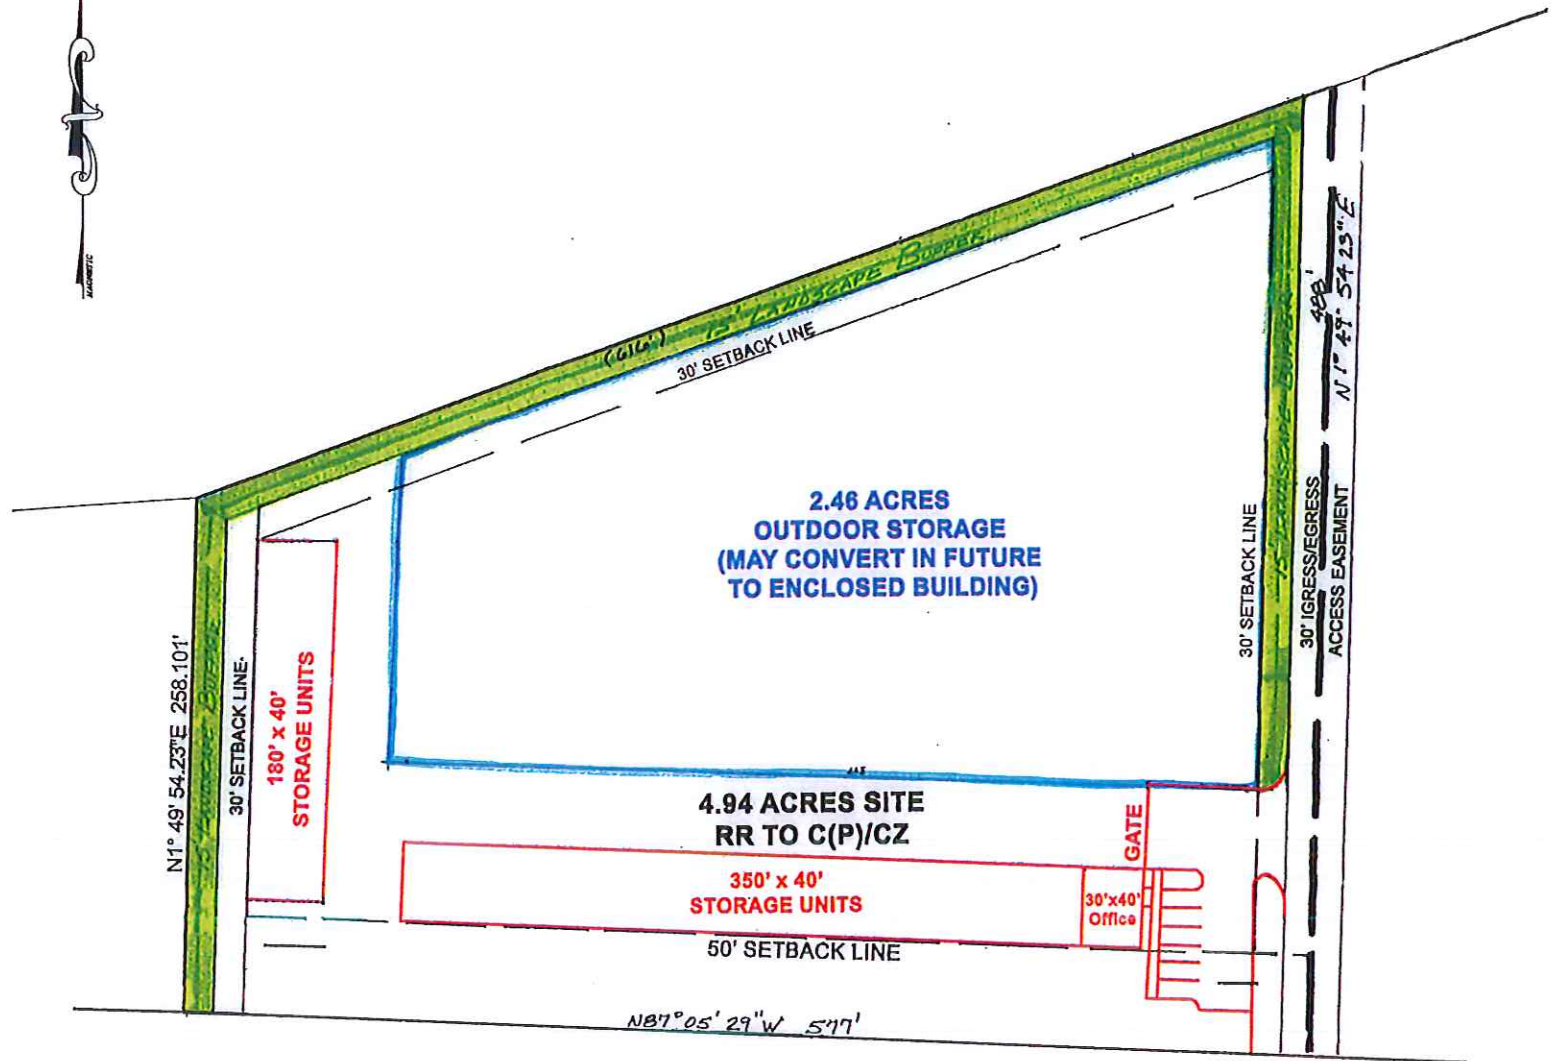 MAGNETIC
(616') 15' LANDSCAPE BUFFER
30' SETBACK LINE
2.46 ACRES
OUTDOOR STORAGE
(MAY CONVERT IN FUTURE
TO ENCLOSED BUILDING)
30' SETBACK LINE
15' LANDSCAPE BUFFER
30' IGRESS/EGRESS
ACCESS EASEMENT
488'
N 1° 49' 54.23" E
N1° 49' 54.23"E 258.101'
15' LANDSCAPE BUFFER
30' SETBACK LINE
180' x 40'
STORAGE UNITS
4.94 ACRES SITE
RR TO C(P)/CZ
GATE
350' x 40'
STORAGE UNITS
30'x40'
Office
50' SETBACK LINE
N87°05'29"W 577'